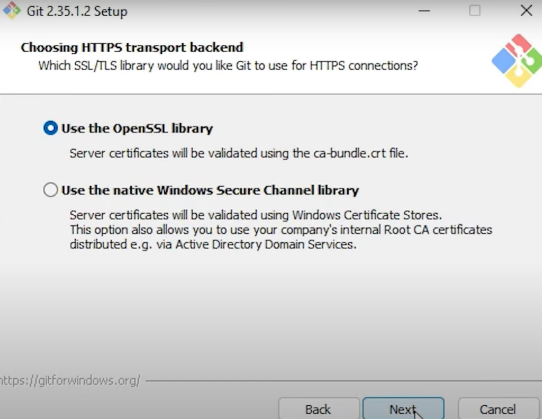 Git 2.35.1.2 Setup
Choosing HTTPS transport backend
Which SSL/TLS library would you like Git to use for HTTPS connections?
Use the OpenSSL library
Server certificates will be validated using the ca-bundle.crt file.
Use the native Windows Secure Channel library
Server certificates will be validated using Windows Certificate Stores.
This option also allows you to use your company's internal Root CA certificates
distributed e.g. via Active Directory Domain Services.
https://gitforwindows.org/
Back Next Cancel